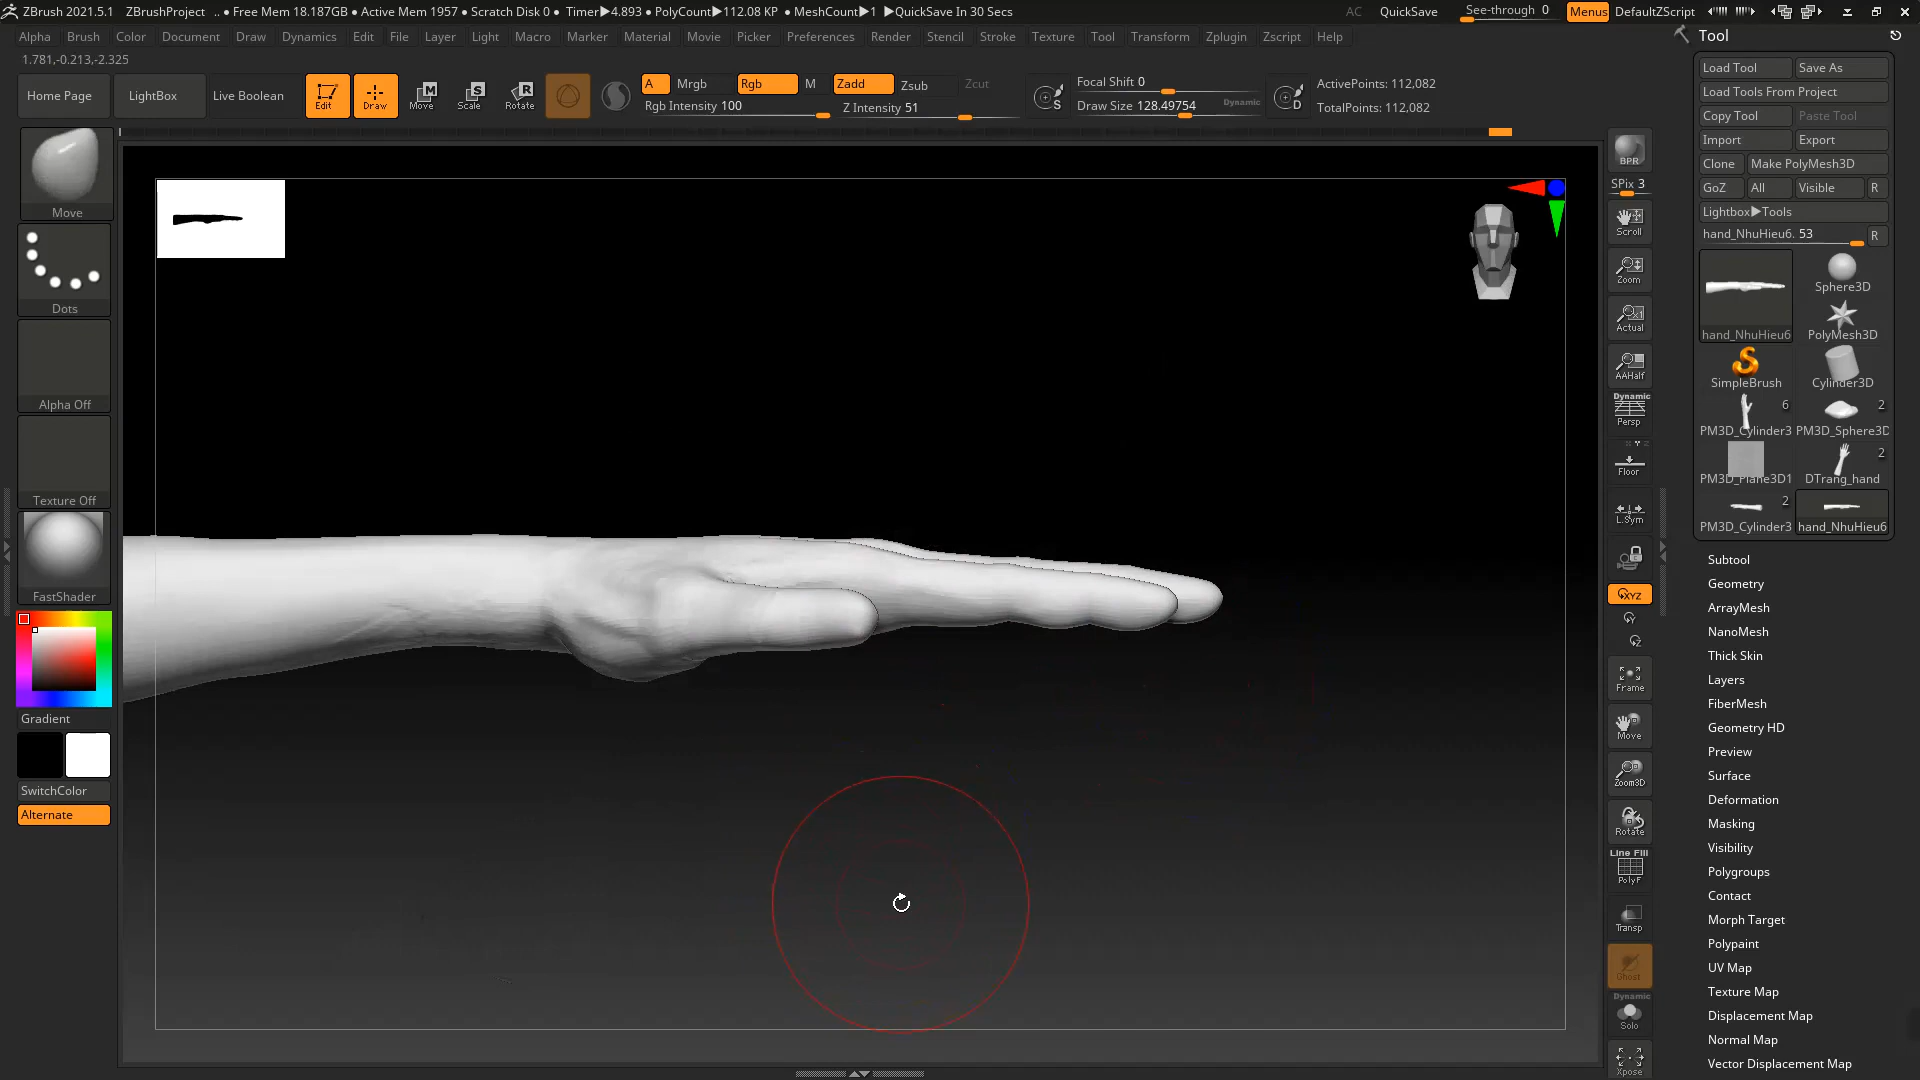 ZBrush 2021.5.1 ZBrushProject .. • Free Mem 18.187GB • Active Mem 1957 • Scratch Disk 0 • Timer▶4.893 • PolyCount▶112.08 KP • MeshCount▶1 ▶QuickSave In 30 Secs AC QuickSave See-through 0 Menus DefaultZScript
Alpha Brush Color Document Draw Dynamics Edit File Layer Light Macro Marker Material Movie Picker Preferences Render Stencil Stroke Texture Tool Transform Zplugin Zscript Help
1.781,-0.213,-2.325
Home Page LightBox Live Boolean Edit Draw Move Scale Rotate
A Mrgb Rgb M Zadd Zsub Zcut
Rgb Intensity 100 Z Intensity 51
Focal Shift 0
Draw Size 128.49754 Dynamic
ActivePoints: 112,082
TotalPoints: 112,082
M
S
R
S
D
Move
Dots
Alpha Off
Texture Off
FastShader
Gradient
SwitchColor
Alternate
BPR
SPix 3
Scroll
Zoom
Actual
AAHalf
Dynamic
Persp
Floor
L.Sym
XYZ
Frame
Move
Zoom3D
Rotate
Line Fill
PolyF
Transp
Ghost
Dynamic
Solo
Xpose
Tool
Load Tool Save As
Load Tools From Project
Copy Tool Paste Tool
Import Export
Clone Make PolyMesh3D
GoZ All Visible R
Lightbox▶Tools
hand_NhuHieu6. 53 R
hand_NhuHieu6 Sphere3D
PolyMesh3D
SimpleBrush Cylinder3D
6 2
PM3D_Cylinder3 PM3D_Sphere3D
2
PM3D_Plane3D1 DTrang_hand
2
PM3D_Cylinder3 hand_NhuHieu6
Subtool
Geometry
ArrayMesh
NanoMesh
Thick Skin
Layers
FiberMesh
Geometry HD
Preview
Surface
Deformation
Masking
Visibility
Polygroups
Contact
Morph Target
Polypaint
UV Map
Texture Map
Displacement Map
Normal Map
Vector Displacement Map